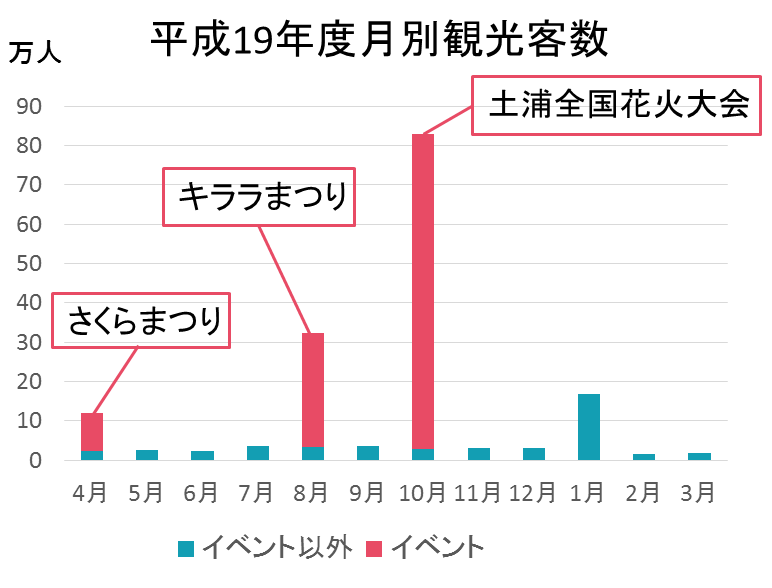 平成19年度月別観光客数
万人
土浦全国花火大会
キララまつり
さくらまつり
90
80
70
60
50
40
30
20
10
0
4月 5月 6月 7月 8月 9月 10月 11月 12月 1月 2月 3月
イベント以外 イベント